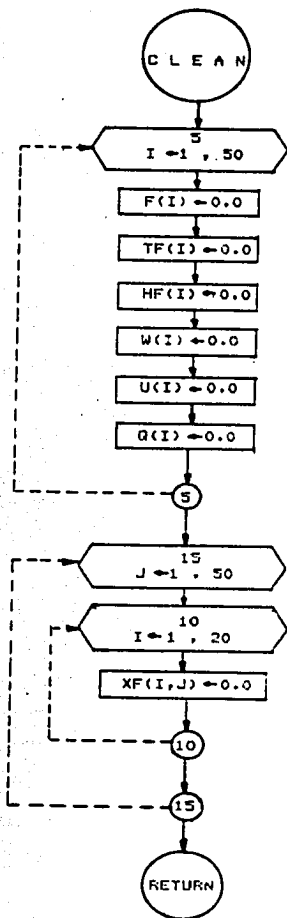 C L E A N
5
I ← 1 , 50
F(I) ← 0.0
TF(I) ← 0.0
HF(I) ← 0.0
W(I) ← 0.0
U(I) ← 0.0
Q(I) ← 0.0
5
15
J ← 1 , 50
10
I ← 1 , 20
XF(I,J) ← 0.0
10
15
RETURN